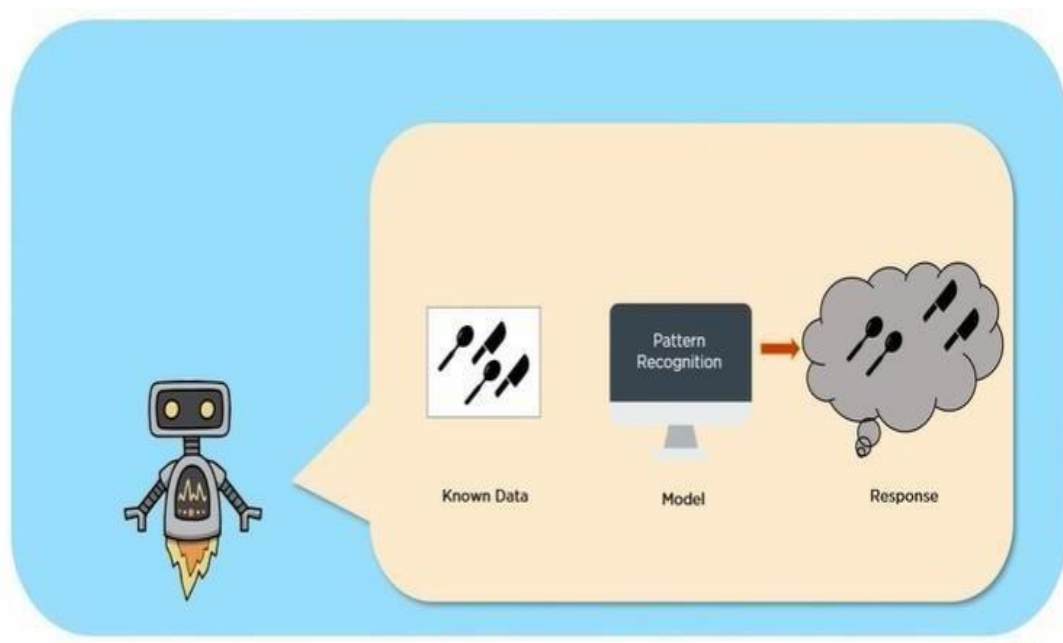 Pattern
Recognition
Known Data
Model
Response